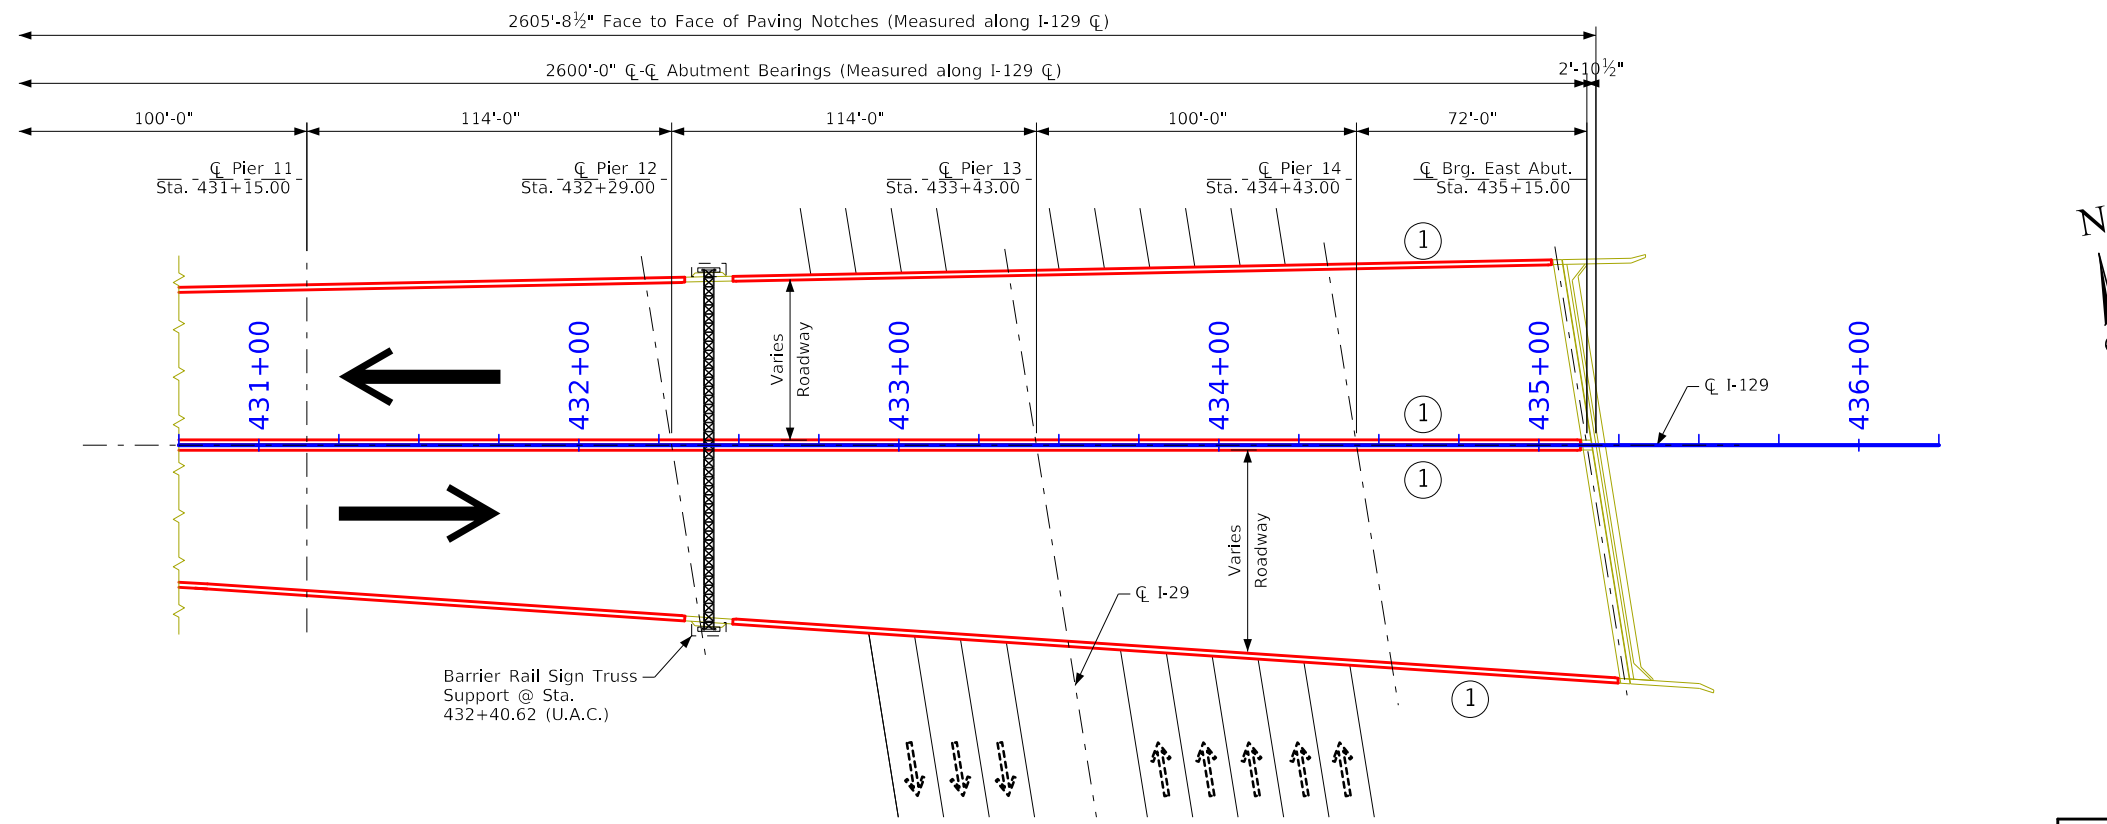 2605'-8½" Face to Face of Paving Notches (Measured along I-129 ℄)
2600'-0" ℄-℄ Abutment Bearings (Measured along I-129 ℄)
2'-10½"
100'-0"
114'-0"
114'-0"
100'-0"
72'-0"
℄ Pier 11
Sta. 431+15.00
℄ Pier 12
Sta. 432+29.00
℄ Pier 13
Sta. 433+43.00
℄ Pier 14
Sta. 434+43.00
℄ Brg. East Abut.
Sta. 435+15.00
N
1
431+00
432+00
Varies
Roadway
433+00
434+00
435+00
436+00
℄ I-129
1
1
Varies
Roadway
℄ I-29
Barrier Rail Sign Truss
Support @ Sta.
432+40.62 (U.A.C.)
1